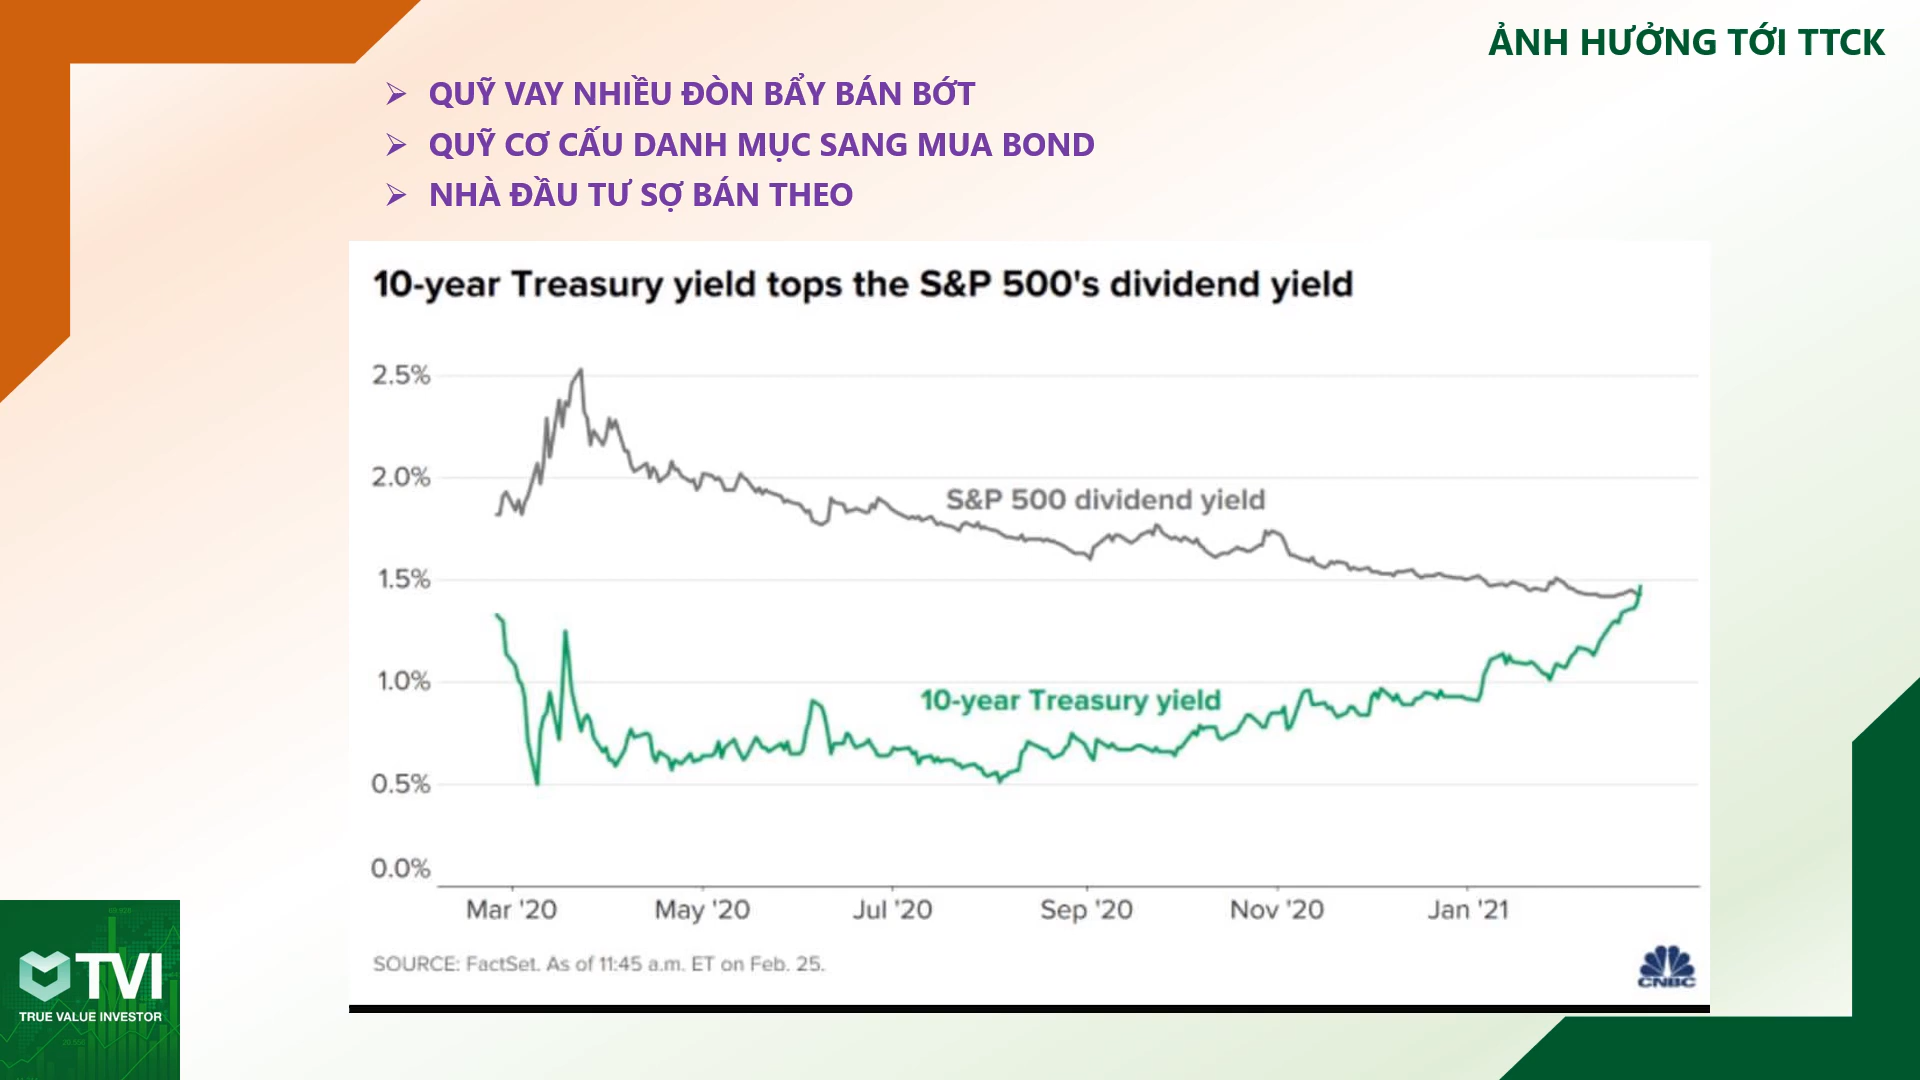 ẢNH HƯỞNG TỚI TTCK
QUỸ VAY NHIỀU ĐÒN BẨY BÁN BỚT
QUỸ CƠ CẤU DANH MỤC SANG MUA BOND
NHÀ ĐẦU TƯ SỢ BÁN THEO
10-year Treasury yield tops the S&P 500's dividend yield
2.5%
2.0%
S&P 500 dividend yield
1.5%
1.0%
10-year Treasury yield
0.5%
0.0%
Mar '20 May '20 Jul '20 Sep '20 Nov '20 Jan '21
SOURCE: FactSet. As of 11:45 a.m. ET on Feb. 25.
CNBC
TVI
TRUE VALUE INVESTOR